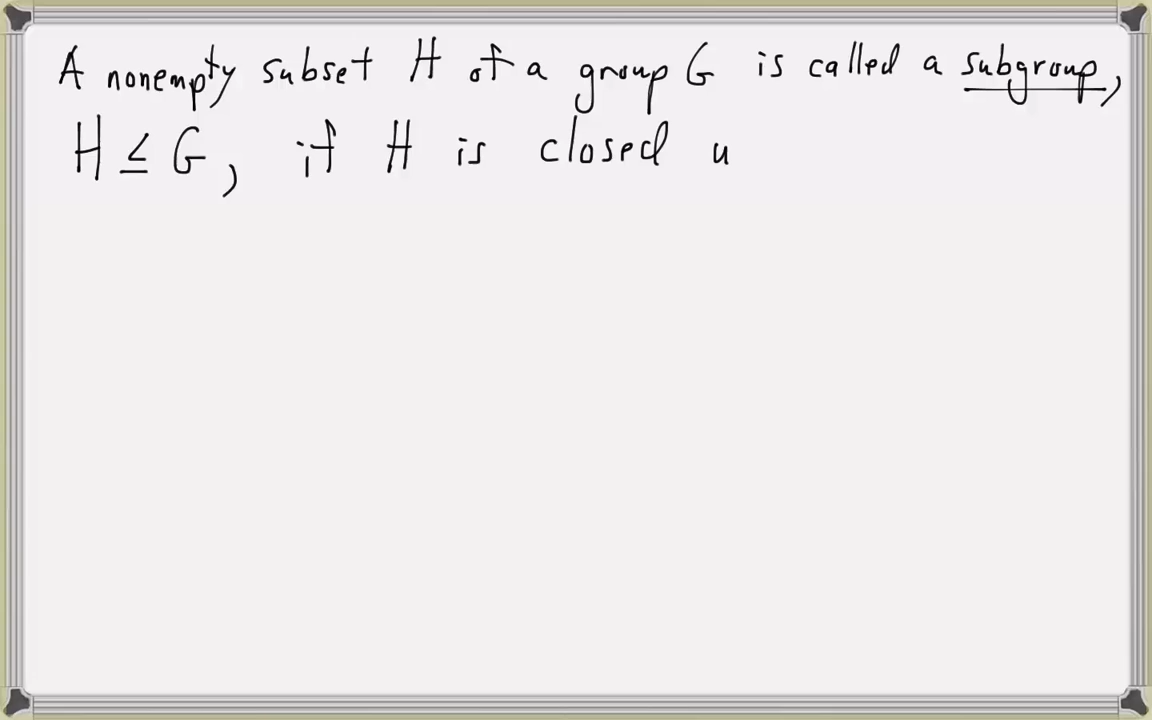 A nonempty subset H of a group G is called a subgroup,
H ≤ G, if H is closed u